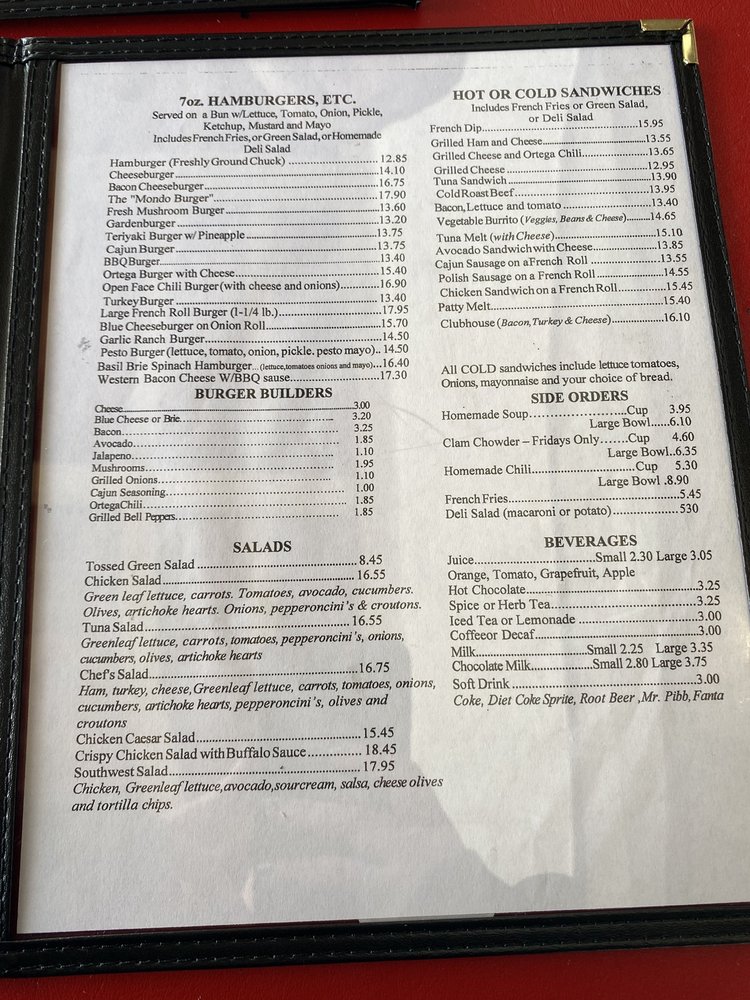 7oz. HAMBURGERS, ETC.
Served on a Bun w/Lettuce, Tomato, Onion, Pickle,
Ketchup, Mustard and Mayo
Includes French Fries, or Green Salad, or Homemade
Deli Salad
Hamburger (Freshly Ground Chuck) ........ 12.85
Cheeseburger........ 14.10
Bacon Cheeseburger........ 16.75
The "Mondo Burger"........ 17.90
Fresh Mushroom Burger........ 13.60
Gardenburger........ 13.20
Teriyaki Burger w/ Pineapple........ 13.75
Cajun Burger........ 13.75
BBQ Burger........ 13.40
Ortega Burger with Cheese........ 15.40
Open Face Chili Burger (with cheese and onions)........ 16.90
Turkey Burger........ 13.40
Large French Roll Burger (1-1/4 lb.)........ 17.95
Blue Cheeseburger on Onion Roll........ 15.70
Garlic Ranch Burger........ 14.50
Pesto Burger (lettuce, tomato, onion, pickle. pesto mayo).. 14.50
Basil Brie Spinach Hamburger... (lettuce,tomatoes onions and mayo)...16.40
Western Bacon Cheese W/BBQ sause........ 17.30
BURGER BUILDERS
Cheese........ 3.00
Blue Cheese or Brie........ 3.20
Bacon........ 3.25
Avocado........ 1.85
Jalapeno........ 1.10
Mushrooms........ 1.95
Grilled Onions........ 1.10
Cajun Seasoning........ 1.00
Ortega Chili........ 1.85
Grilled Bell Peppers........ 1.85
SALADS
Tossed Green Salad ........ 8.45
Chicken Salad........ 16.55
Green leaf lettuce, carrots. Tomatoes, avocado, cucumbers.
Olives, artichoke hearts. Onions, pepperoncini's & croutons.
Tuna Salad........ 16.55
Greenleaf lettuce, carrots, tomatoes, pepperoncini's, onions,
cucumbers, olives, artichoke hearts
Chef's Salad........ 16.75
Ham, turkey, cheese, Greenleaf lettuce, carrots, tomatoes, onions,
cucumbers, artichoke hearts, pepperoncini's, olives and
croutons
Chicken Caesar Salad........ 15.45
Crispy Chicken Salad with Buffalo Sauce........ 18.45
Southwest Salad........ 17.95
Chicken, Greenleaf lettuce,avocado,sourcream, salsa, cheese olives
and tortilla chips.
HOT OR COLD SANDWICHES
Includes French Fries or Green Salad,
or Deli Salad
French Dip........ 15.95
Grilled Ham and Cheese........ 13.55
Grilled Cheese and Ortega Chili........ 13.65
Grilled Cheese........ 12.95
Tuna Sandwich........ 13.90
Cold Roast Beef........ 13.95
Bacon, Lettuce and tomato ........ 13.40
Vegetable Burrito (Veggies, Beans & Cheese)........ 14.65
Tuna Melt (with Cheese)........ 15.10
Avocado Sandwich with Cheese........ 13.85
Cajun Sausage on a French Roll ........ 13.55
Polish Sausage on a French Roll ........ 14.55
Chicken Sandwich on a French Roll........ 15.45
Patty Melt........ 15.40
Clubhouse (Bacon, Turkey & Cheese)........ 16.10
All COLD sandwiches include lettuce tomatoes,
Onions, mayonnaise and your choice of bread.
SIDE ORDERS
Homemade Soup........Cup 3.95
Large Bowl......6.10
Clam Chowder – Fridays Only.......Cup 4.60
Large Bowl..6.35
Homemade Chili........Cup 5.30
Large Bowl .8.90
French Fries........ 5.45
Deli Salad (macaroni or potato)........ 530
BEVERAGES
Juice........Small 2.30 Large 3.05
Orange, Tomato, Grapefruit, Apple
Hot Chocolate........ 3.25
Spice or Herb Tea........ 3.25
Iced Tea or Lemonade ........ 3.00
Coffeeor Decaf........ 3.00
Milk........Small 2.25 Large 3.35
Chocolate Milk........Small 2.80 Large 3.75
Soft Drink ........ 3.00
Coke, Diet Coke Sprite, Root Beer ,Mr. Pibb, Fanta